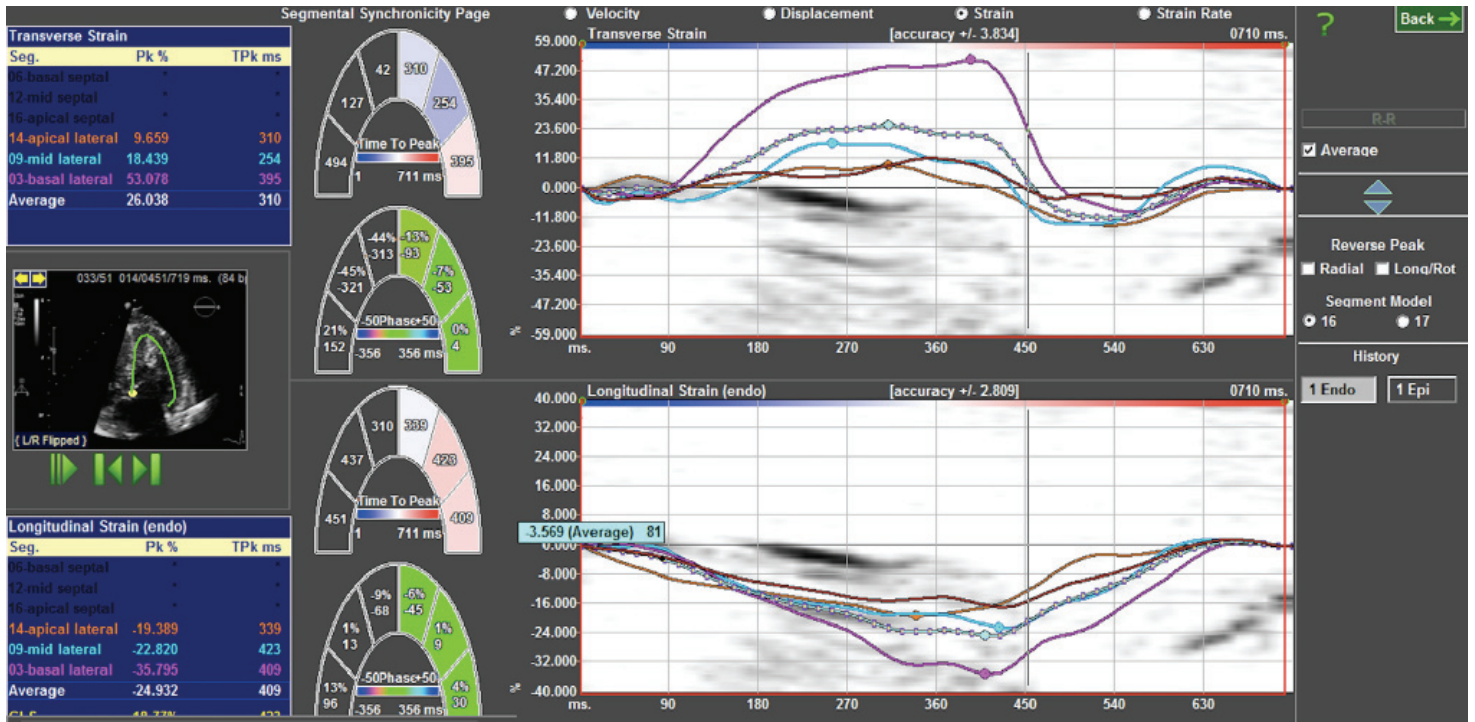 Segmental Synchronicity Page
Velocity Displacement Strain Strain Rate
Back
?
Transverse Strain
Seg. Pk % TPk ms
06-basal septal * *
12-mid septal * *
16-apical septal * *
14-apical lateral 9.659 310
09-mid lateral 18.439 254
03-basal lateral 53.078 395
Average 26.038 310
42 310
127 254
494 395
Time To Peak
1 711 ms
-44% -13%
-313 -93
-45% -7%
-321 -53
21% 0%
152 4
-50Phase+50
-356 356 ms
Transverse Strain [accuracy +/- 3.834] 0710 ms.
59.000
47.200
35.400
23.600
11.800
0.000
-11.800
-23.600
-35.400
-47.200
-59.000
%
ms. 90 180 270 360 450 540 630
033/51 014/0451/719 ms. (84 b
{ L/R Flipped }
Longitudinal Strain (endo)
Seg. Pk % TPk ms
06-basal septal * *
12-mid septal * *
16-apical septal * *
14-apical lateral -19.389 339
09-mid lateral -22.820 423
03-basal lateral -35.795 409
Average -24.932 409
310 339
437 423
451 409
Time To Peak
1 711 ms
-9% -6%
-68 -45
1% 1%
13 9
13% 4%
96 30
-50Phase+50
-356 356 ms
Longitudinal Strain (endo) [accuracy +/- 2.809] 0710 ms.
40.000
32.000
24.000
16.000
8.000
-3.569 (Average) 81
0.000
-8.000
-16.000
-24.000
-32.000
-40.000
%
ms. 90 180 270 360 450 540 630
R-R
Average
Reverse Peak
Radial Long/Rot
Segment Model
16 17
History
1 Endo 1 Epi